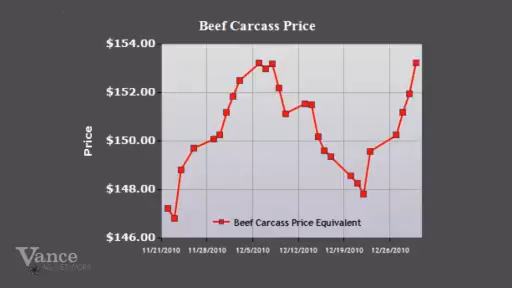 Beef Carcass Price
$154.00
$152.00
$150.00
$148.00
$146.00
Price
Beef Carcass Price Equivalent
11/21/2010 11/28/2010 12/5/2010 12/12/2010 12/19/2010 12/26/2010
Vance